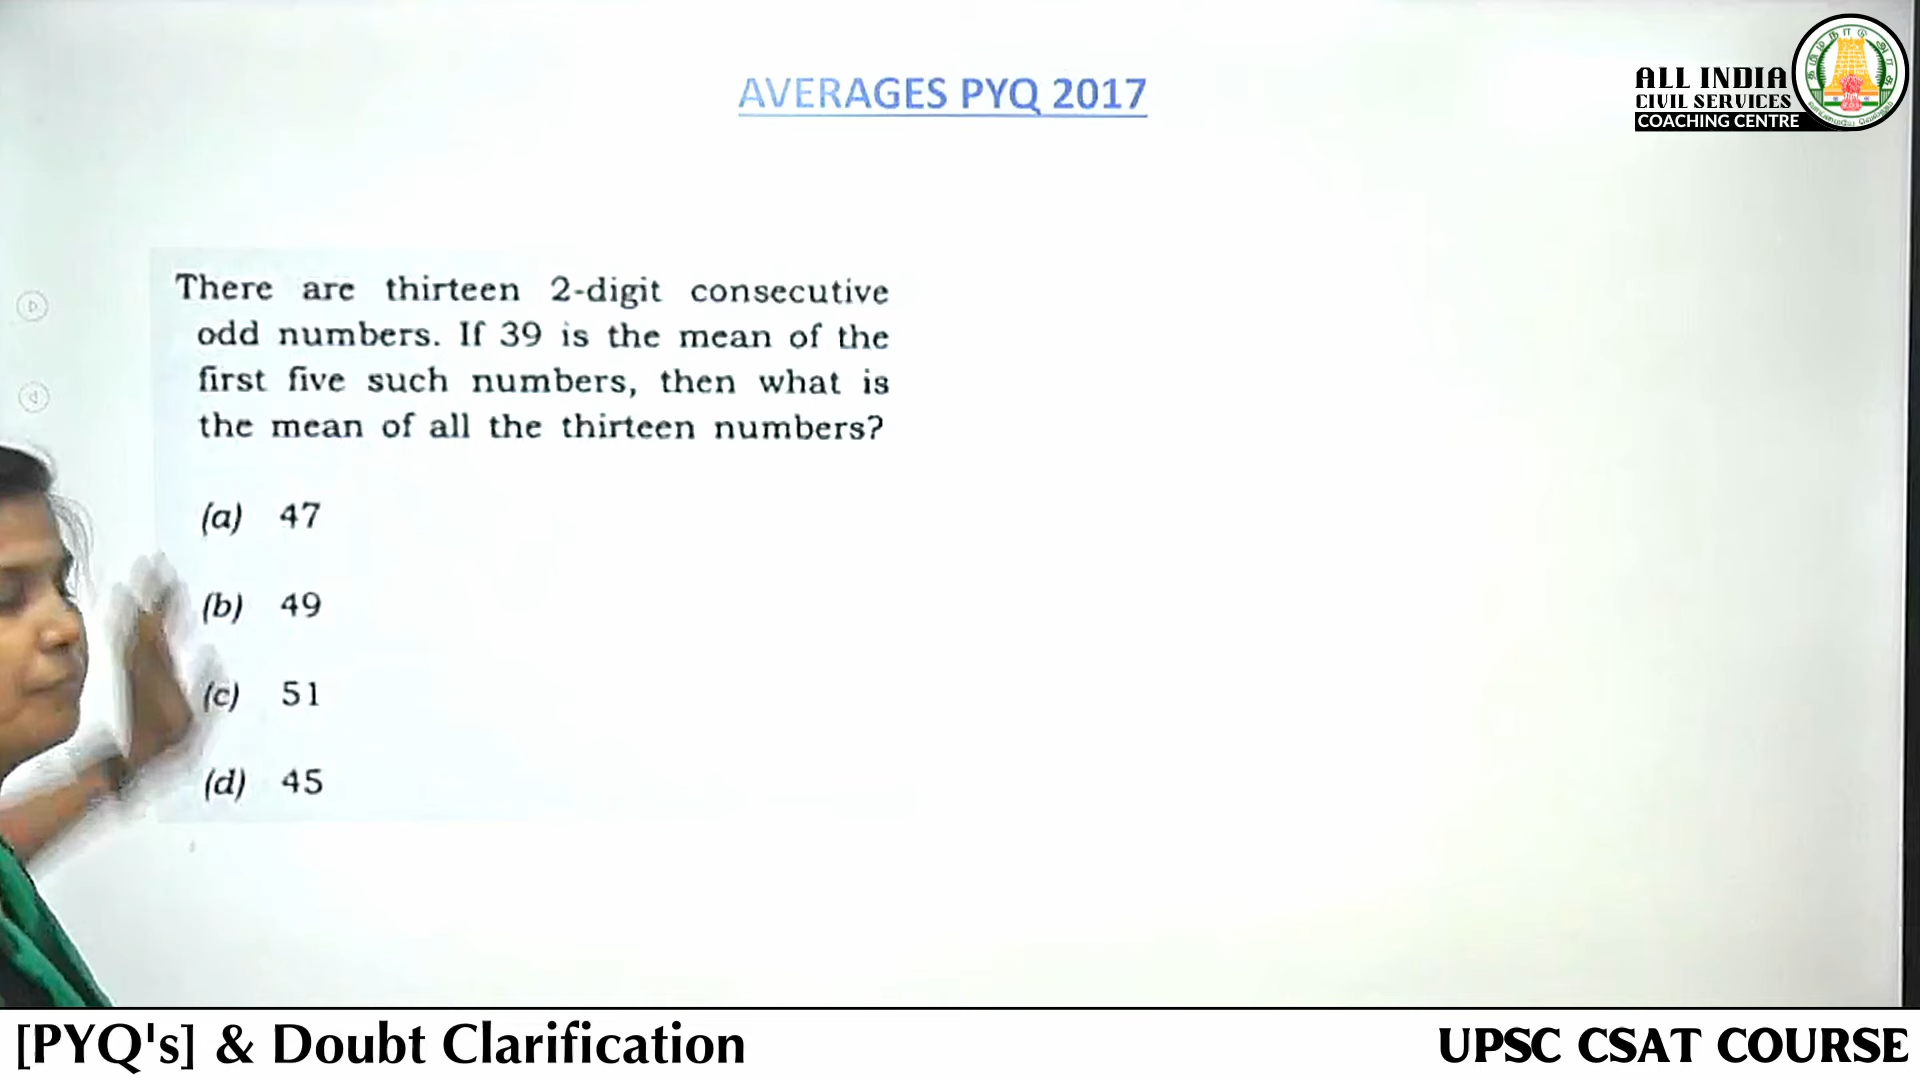 AVERAGES PYQ 2017
ALL INDIA
CIVIL SERVICES
COACHING CENTRE
There are thirteen 2-digit consecutive
odd numbers. If 39 is the mean of the
first five such numbers, then what is
the mean of all the thirteen numbers?
(a) 47
(b) 49
(c) 51
(d) 45
[PYQ's] & Doubt Clarification
UPSC CSAT COURSE